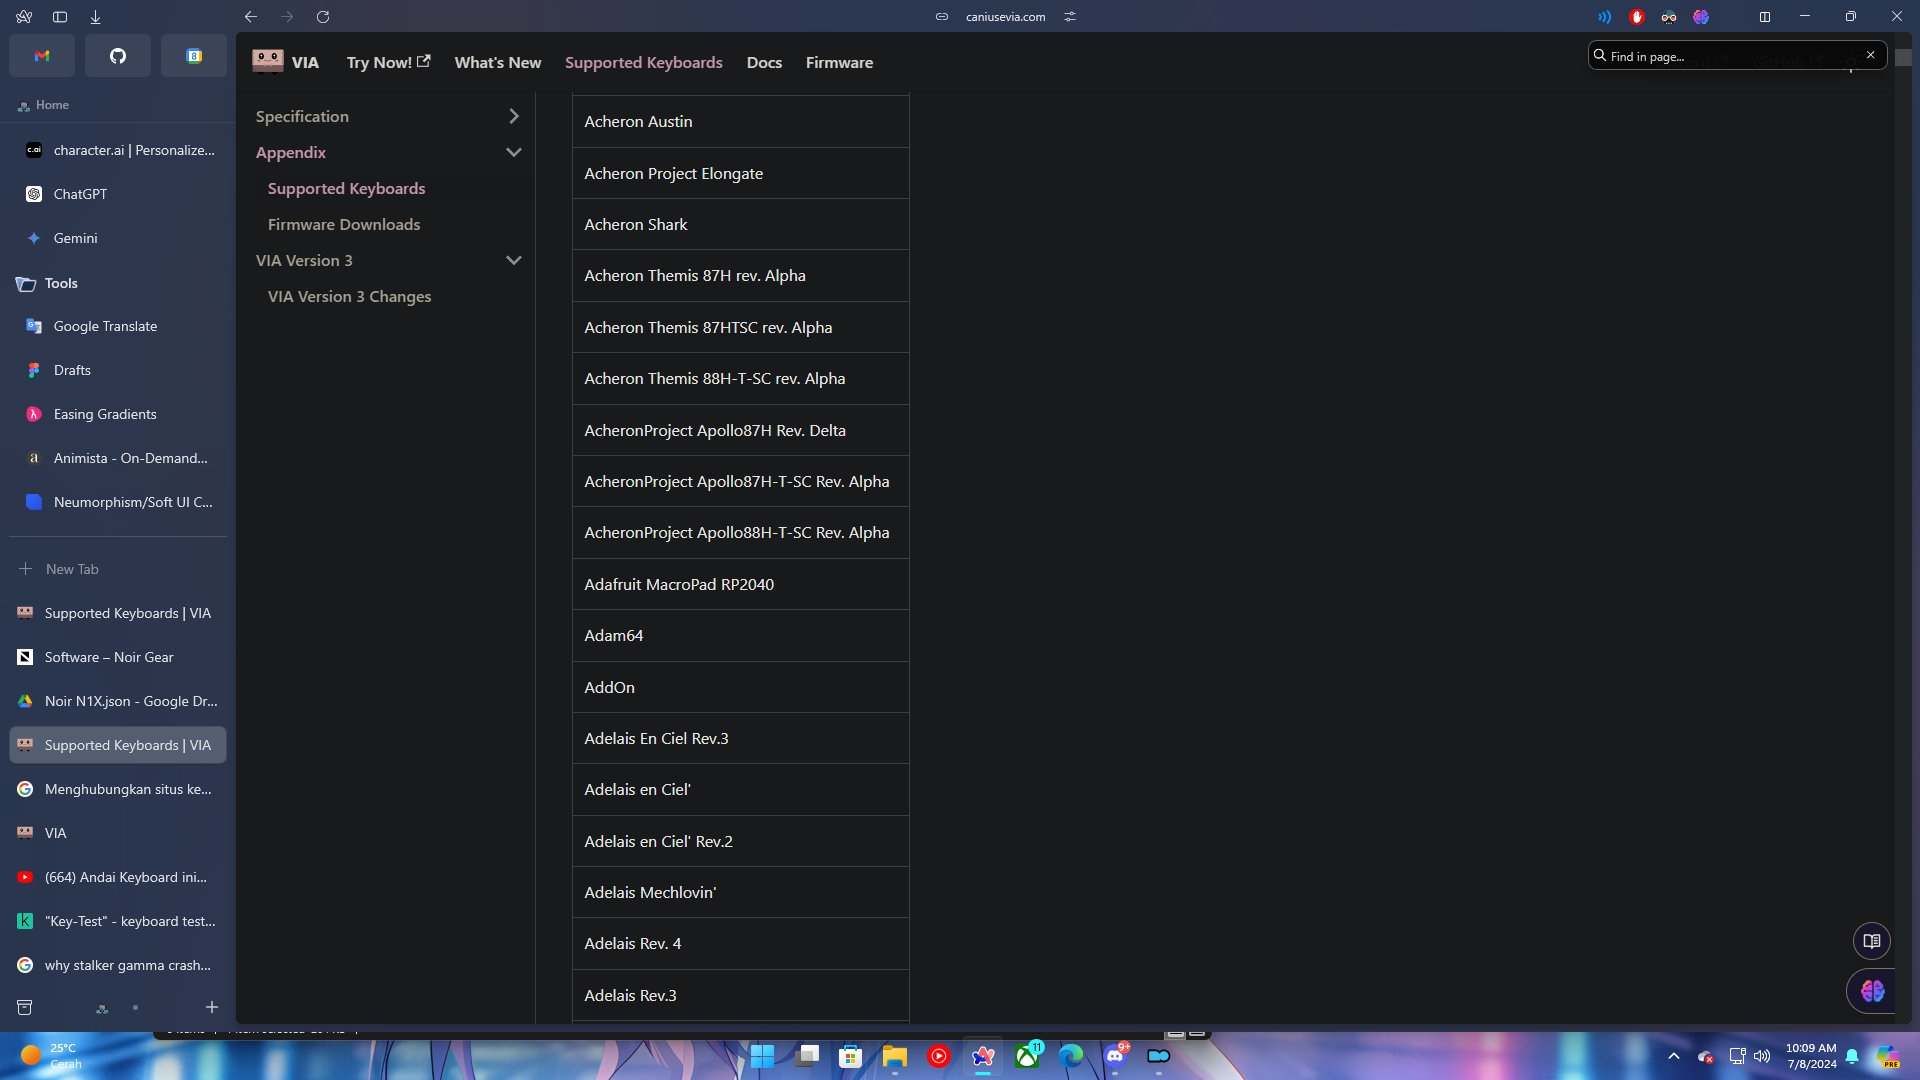 caniusevia.com
VIA
Try Now!
What's New
Supported Keyboards
Docs
Firmware
Find in page...
Home
character.ai | Personalize...
ChatGPT
Gemini
Tools
Google Translate
Drafts
Easing Gradients
Animista - On-Demand...
Neumorphism/Soft UI C...
New Tab
Supported Keyboards | VIA
Software – Noir Gear
Noir N1X.json - Google Dr...
Supported Keyboards | VIA
Menghubungkan situs ke...
VIA
(664) Andai Keyboard ini...
"Key-Test" - keyboard test...
why stalker gamma crash...
Specification
Appendix
Supported Keyboards
Firmware Downloads
VIA Version 3
VIA Version 3 Changes
Acheron Austin
Acheron Project Elongate
Acheron Shark
Acheron Themis 87H rev. Alpha
Acheron Themis 87HTSC rev. Alpha
Acheron Themis 88H-T-SC rev. Alpha
AcheronProject Apollo87H Rev. Delta
AcheronProject Apollo87H-T-SC Rev. Alpha
AcheronProject Apollo88H-T-SC Rev. Alpha
Adafruit MacroPad RP2040
Adam64
AddOn
Adelais En Ciel Rev.3
Adelais en Ciel'
Adelais en Ciel' Rev.2
Adelais Mechlovin'
Adelais Rev. 4
Adelais Rev.3
25°C
Cerah
11
9+
10:09 AM
7/8/2024
PRE